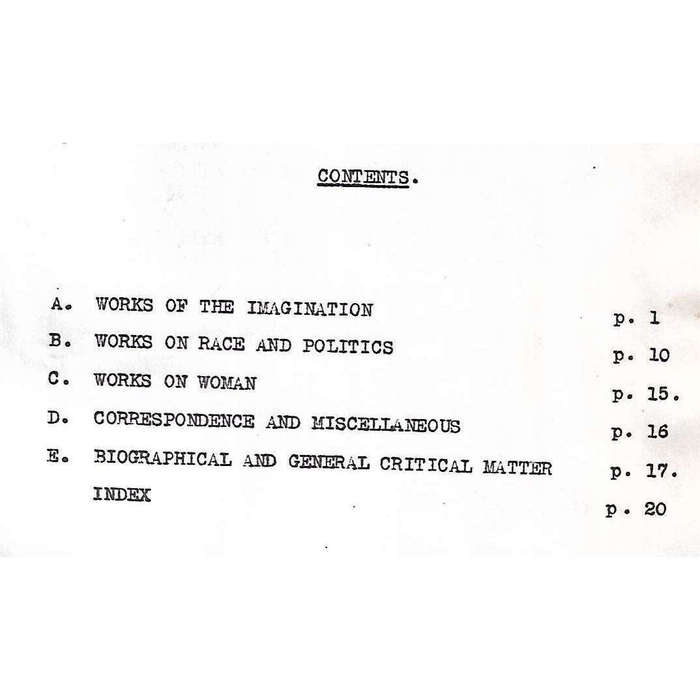 CONTENTS.
A. WORKS OF THE IMAGINATION p. 1
B. WORKS ON RACE AND POLITICS p. 10
C. WORKS ON WOMAN p. 15.
D. CORRESPONDENCE AND MISCELLANEOUS p. 16
E. BIOGRAPHICAL AND GENERAL CRITICAL MATTER p. 17.
INDEX p. 20